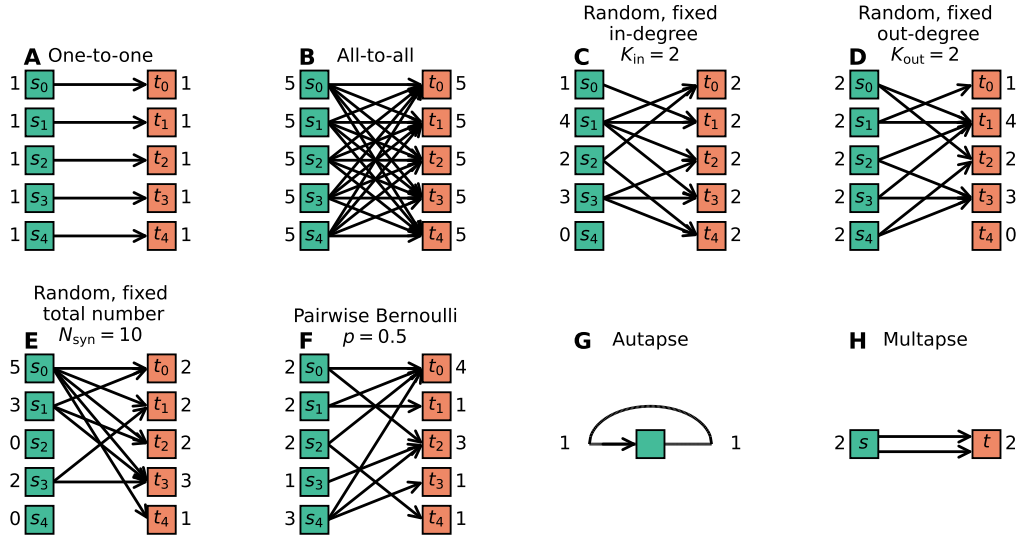 Random, fixed
in-degree
Random, fixed
out-degree
A One-to-one
B All-to-all
C K_in = 2
D K_out = 2
1 s0 t0 1
5 s0 t0 5
1 s0 t0 2
2 s0 t0 1
1 s1 t1 1
5 s1 t1 5
4 s1 t1 2
2 s1 t1 4
1 s2 t2 1
5 s2 t2 5
2 s2 t2 2
2 s2 t2 2
1 s3 t3 1
5 s3 t3 5
3 s3 t3 2
2 s3 t3 3
1 s4 t4 1
5 s4 t4 5
0 s4 t4 2
2 s4 t4 0
Random, fixed
total number
E N_syn = 10
Pairwise Bernoulli
F p = 0.5
G Autapse
H Multapse
5 s0 t0 2
2 s0 t0 4
3 s1 t1 2
2 s1 t1 1
0 s2 t2 2
2 s2 t2 3
1 1
2 s t 2
2 s3 t3 3
1 s3 t3 1
0 s4 t4 1
3 s4 t4 1